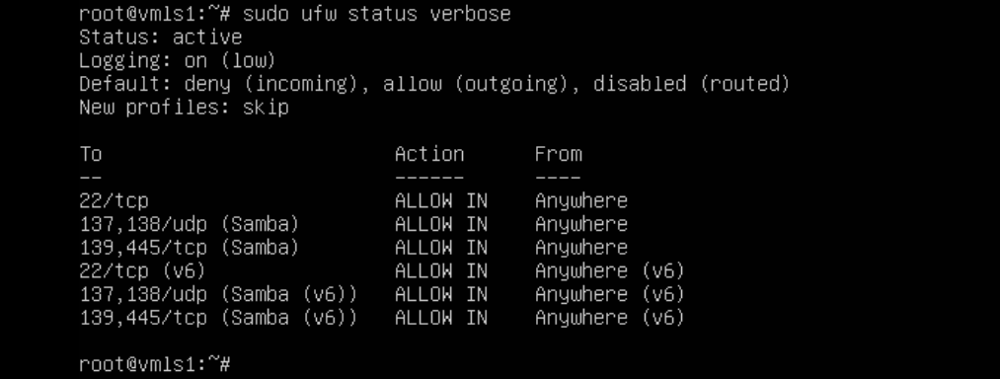 root@vmls1:~# sudo ufw status verbose
Status: active
Logging: on (low)
Default: deny (incoming), allow (outgoing), disabled (routed)
New profiles: skip
To Action From
-- ------ ----
22/tcp ALLOW IN Anywhere
137,138/udp (Samba) ALLOW IN Anywhere
139,445/tcp (Samba) ALLOW IN Anywhere
22/tcp (v6) ALLOW IN Anywhere (v6)
137,138/udp (Samba (v6)) ALLOW IN Anywhere (v6)
139,445/tcp (Samba (v6)) ALLOW IN Anywhere (v6)
root@vmls1:~#